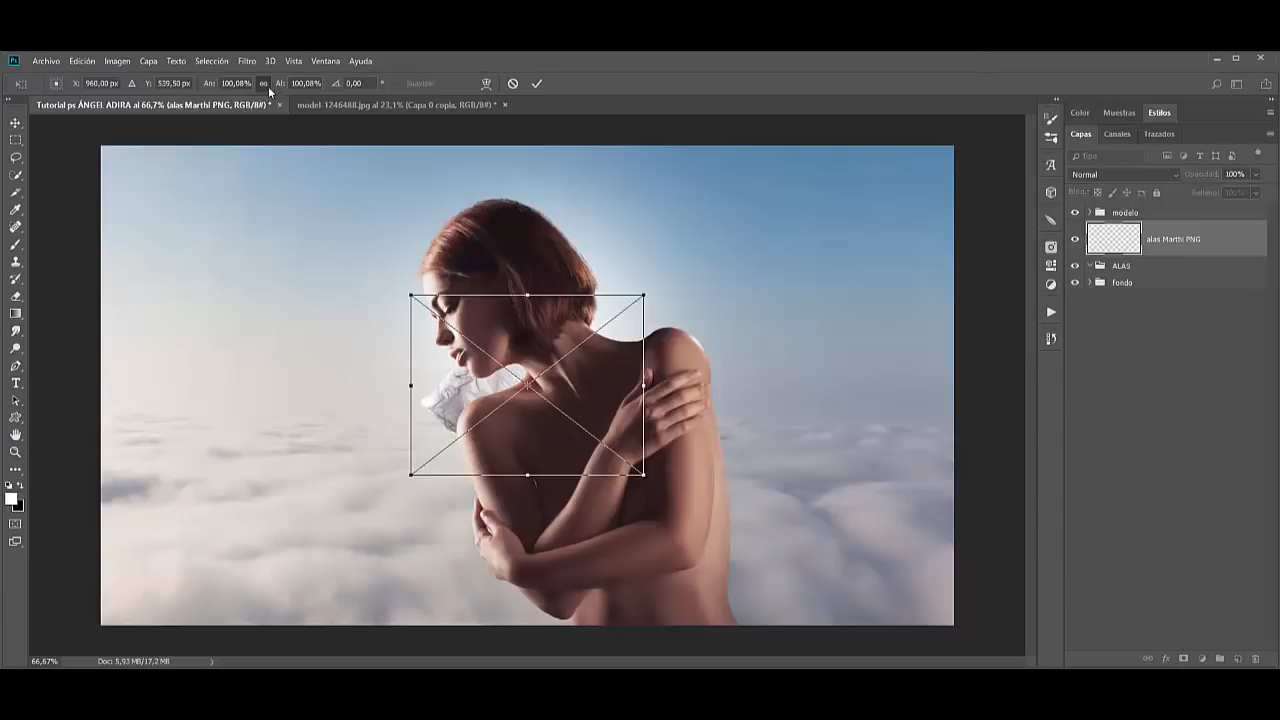 Ps Archivo Edición Imagen Capa Texto Selección Filtro 3D Vista Ventana Ayuda
X: 960,00 px Y: 539,50 px An: 100,08% Al: 100,08% 0,00 ° Suavizar
Tutorial ps ÁNGEL ADIRA al 66,7% (alas Marthi PNG, RGB/8#) * × model-1246488.jpg al 23,1% (Capa 0 copia, RGB/8#) * ×
Color Muestras Estilos
Capas Canales Trazados
Tipo
Normal Opacidad: 100%
Bloq.: Relleno: 100%
modelo
alas Marthi PNG
ALAS
fondo
66,67% Doc: 5,93 MB/17,2 MB